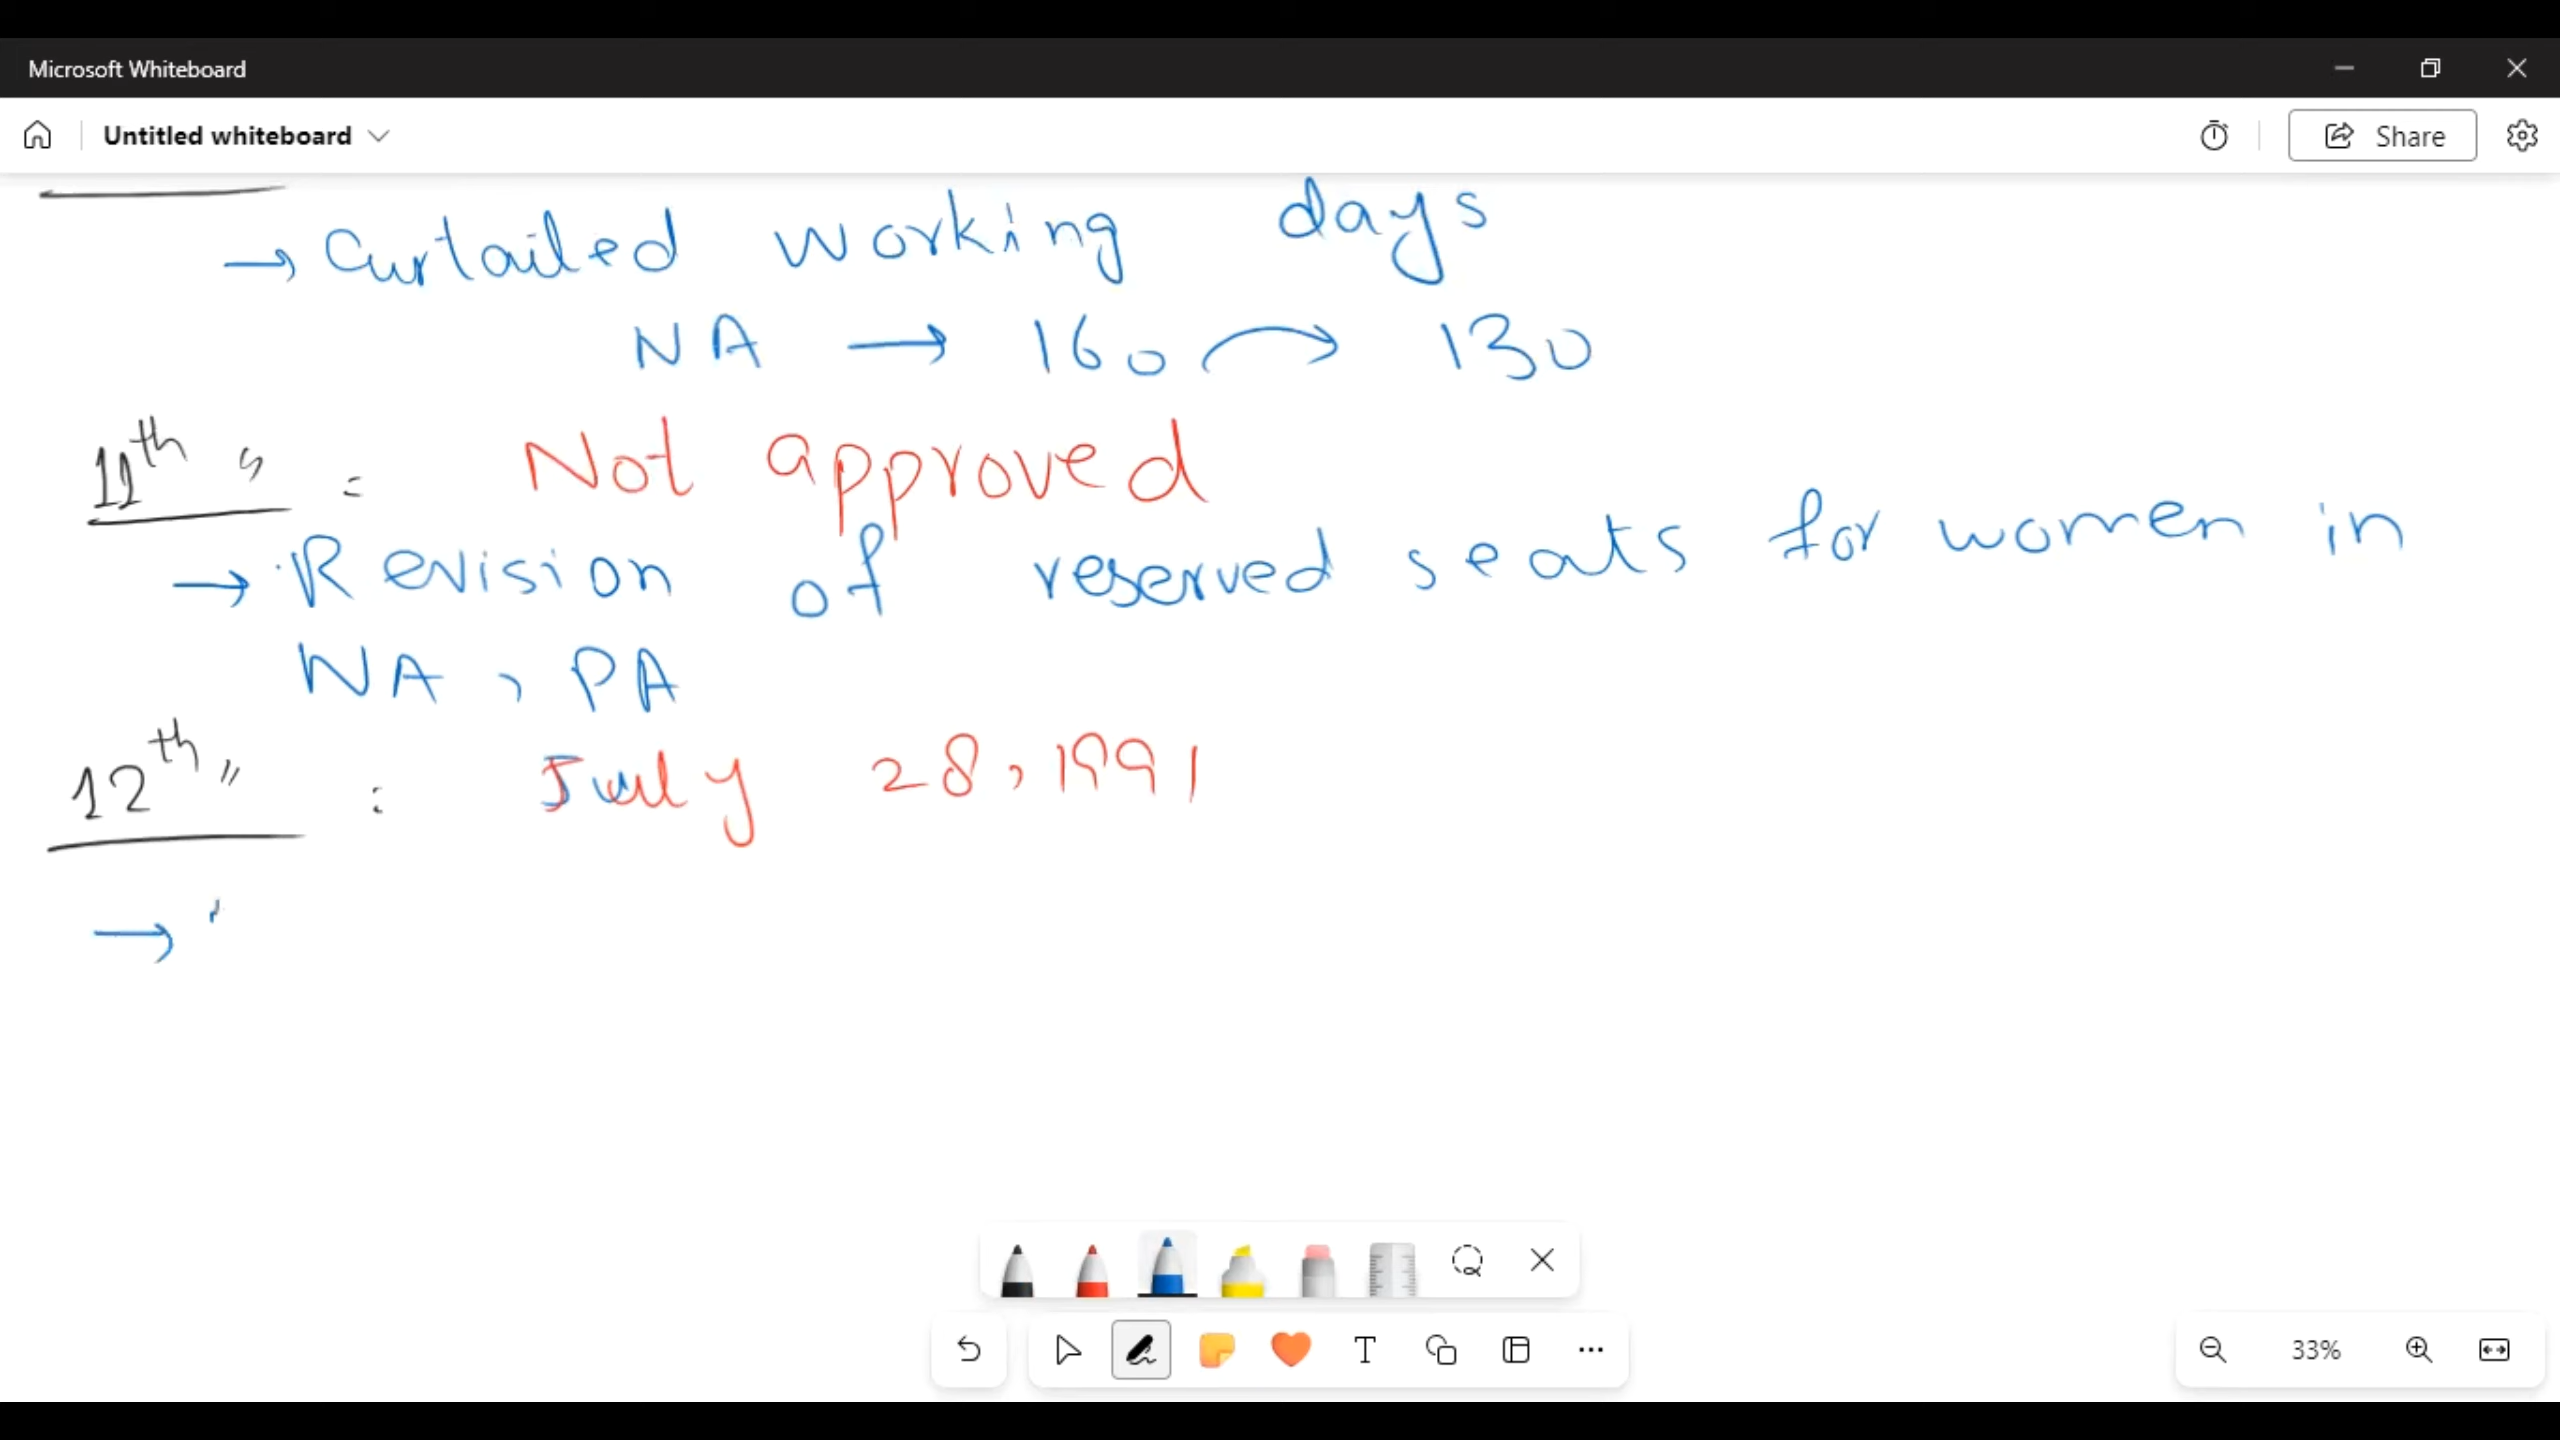 Microsoft Whiteboard
Untitled whiteboard
Share
→ Curtailed working days
NA → 160 → 130
11th " = Not approved
→ Revision of reserved seats for women in
NA, PA
12th " : July 28, 1991
→ '
T
33%